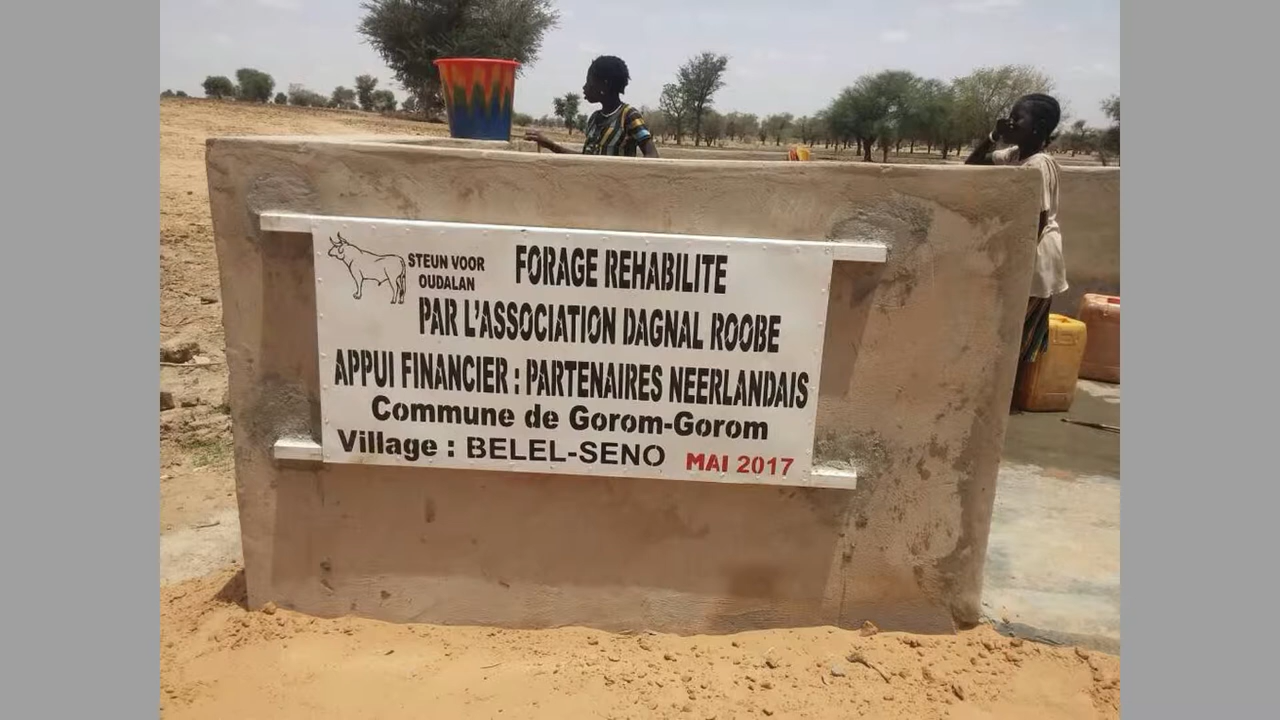 STEUN VOOR
OUDALAN
FORAGE REHABILITE
PAR L'ASSOCIATION DAGNAL ROOBE
APPUI FINANCIER : PARTENAIRES NEERLANDAIS
Commune de Gorom-Gorom
Village : BELEL-SENO MAI 2017